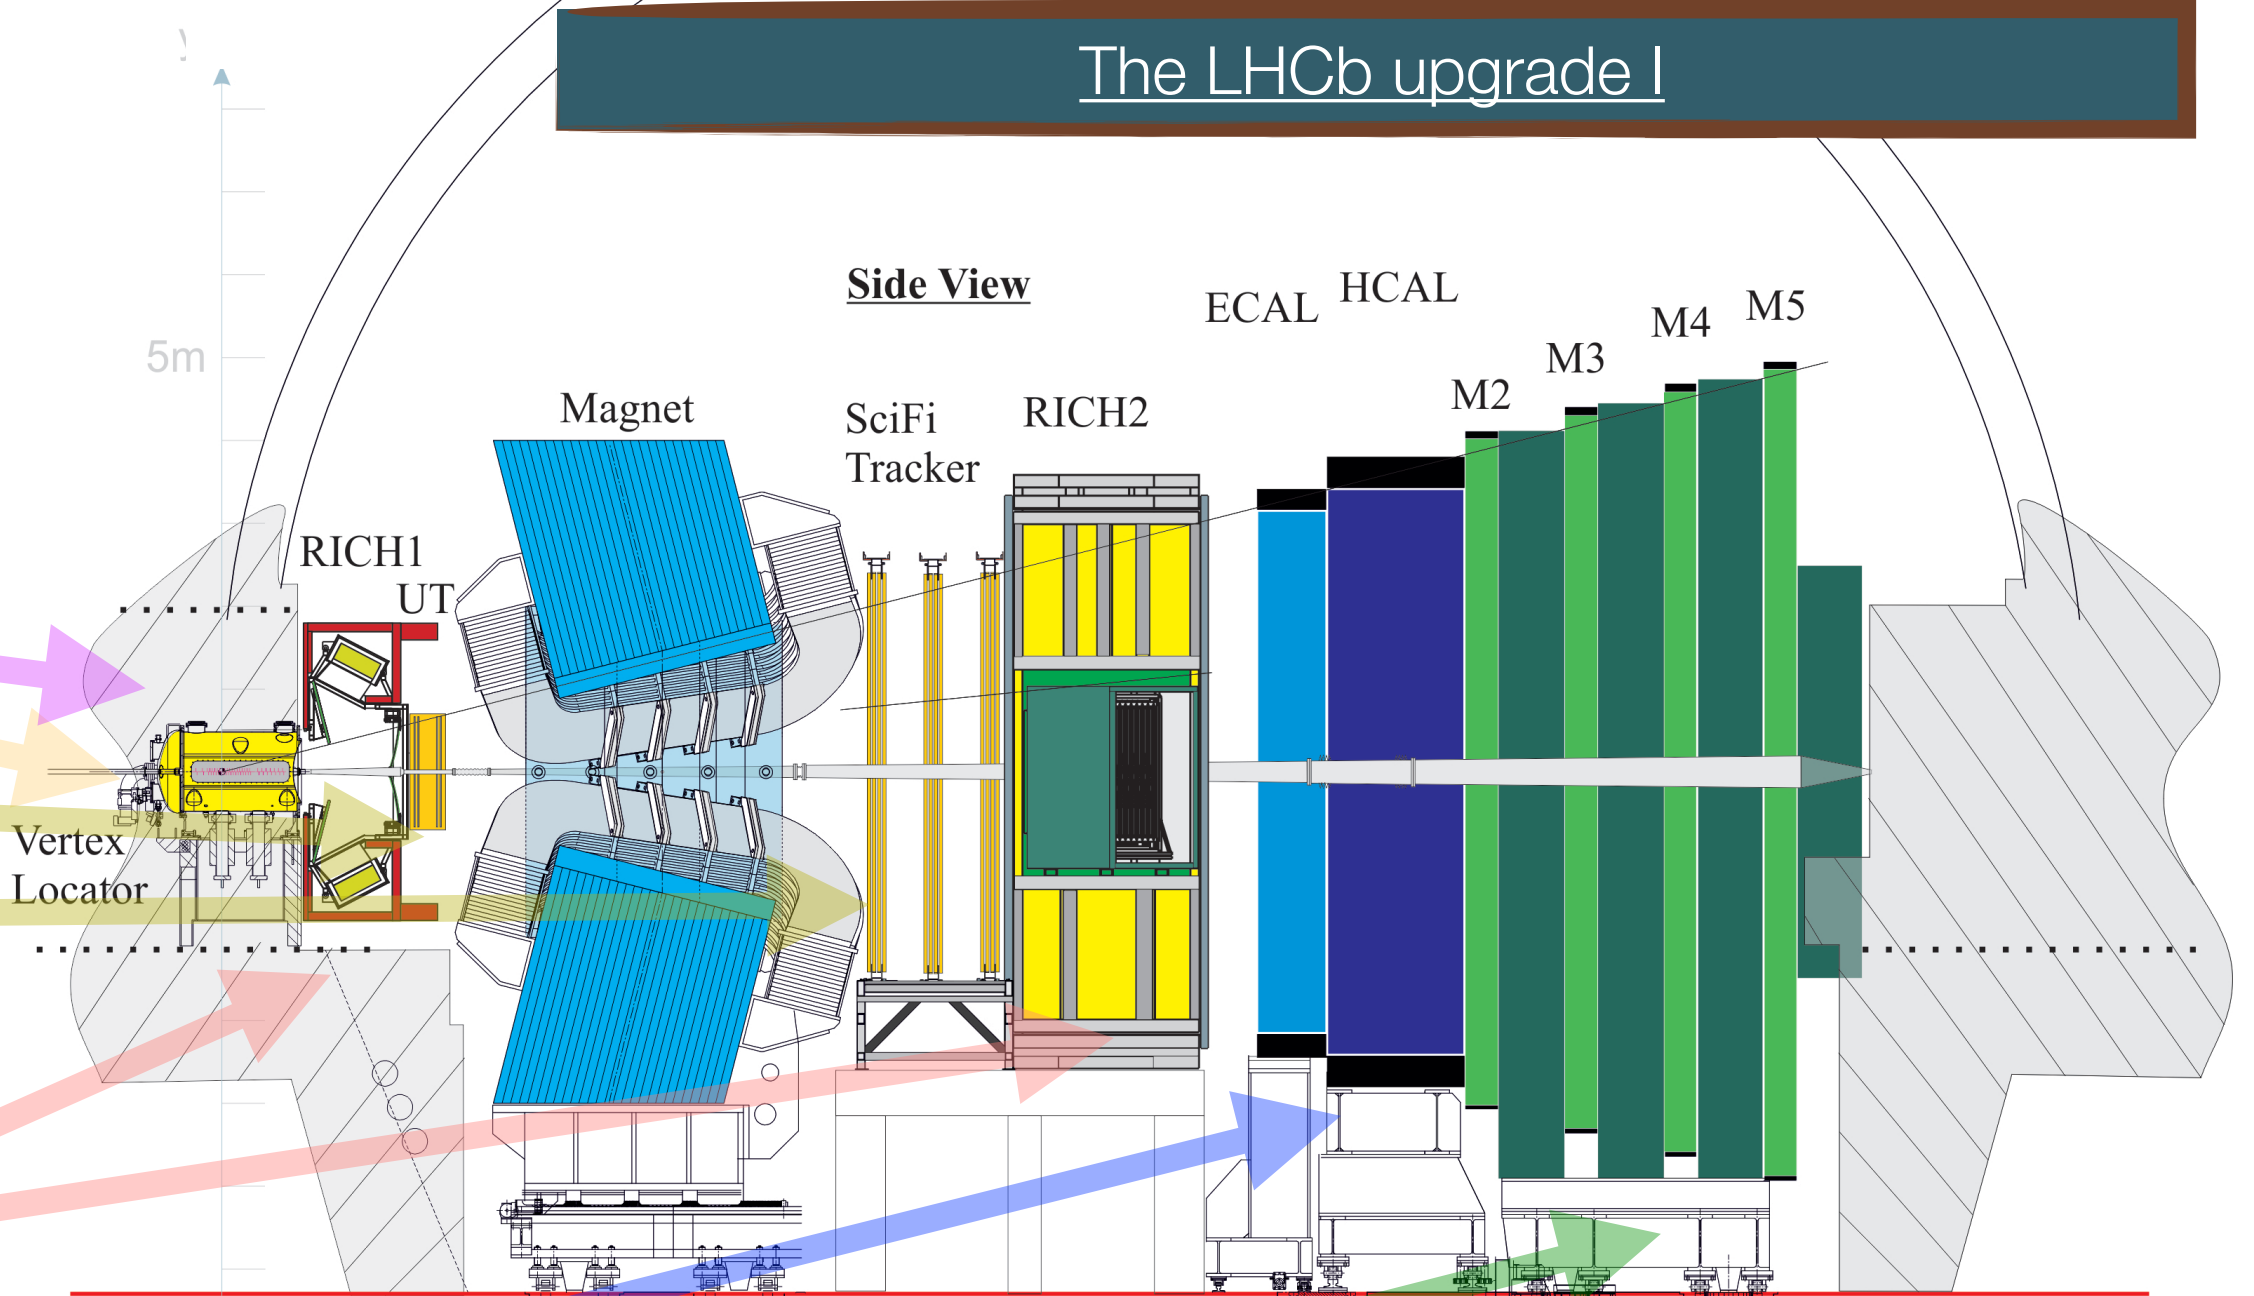 The LHCb upgrade I
y
Side View
ECAL
HCAL
M5
M4
M3
M2
5m
Magnet
SciFi
Tracker
RICH2
RICH1
UT
Vertex
Locator